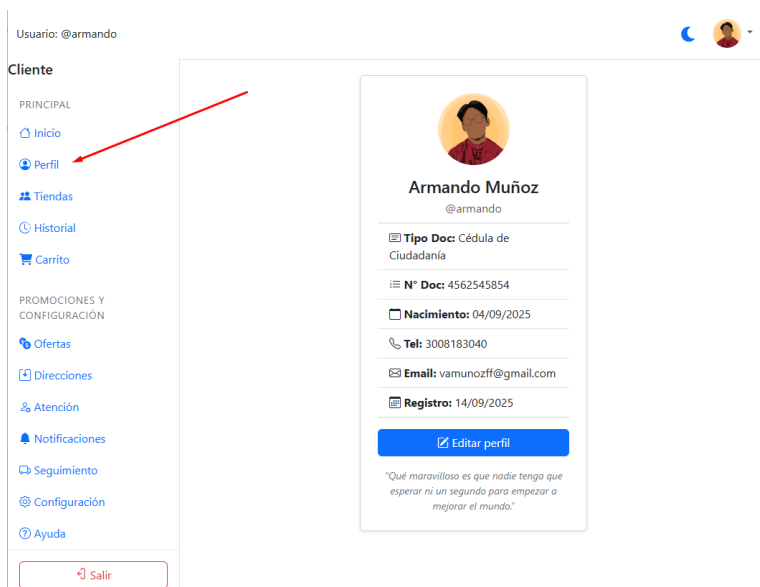 Usuario: @armando
Cliente
PRINCIPAL
Inicio
Perfil
Tiendas
Historial
Carrito
PROMOCIONES Y
CONFIGURACIÓN
Ofertas
Direcciones
Atención
Notificaciones
Seguimiento
Configuración
Ayuda
Salir
Armando Muñoz
@armando
Tipo Doc: Cédula de
Ciudadanía
N° Doc: 4562545854
Nacimiento: 04/09/2025
Tel: 3008183040
Email: vamunozff@gmail.com
Registro: 14/09/2025
Editar perfil
"Qué maravilloso es que nadie tenga que
esperar ni un segundo para empezar a
mejorar el mundo."